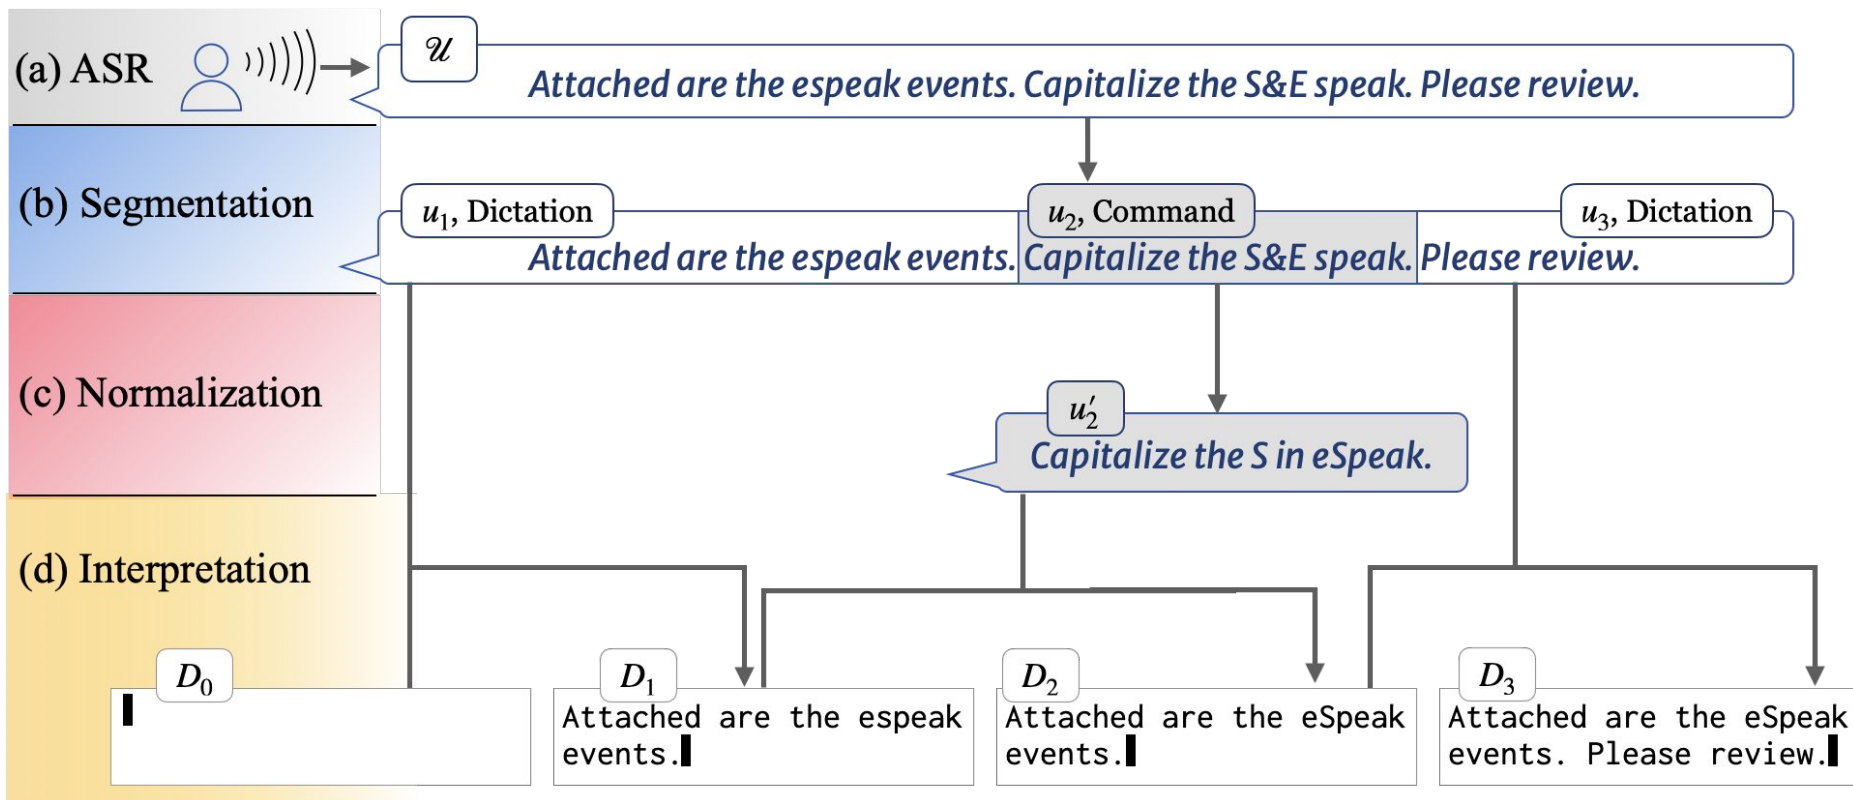 (a) ASR
𝒰
Attached are the espeak events. Capitalize the S&E speak. Please review.
(b) Segmentation
u₁, Dictation
u₂, Command
u₃, Dictation
Attached are the espeak events. Capitalize the S&E speak. Please review.
(c) Normalization
u₂′
Capitalize the S in eSpeak.
(d) Interpretation
D₀
D₁
Attached are the espeak
events.
D₂
Attached are the eSpeak
events.
D₃
Attached are the eSpeak
events. Please review.